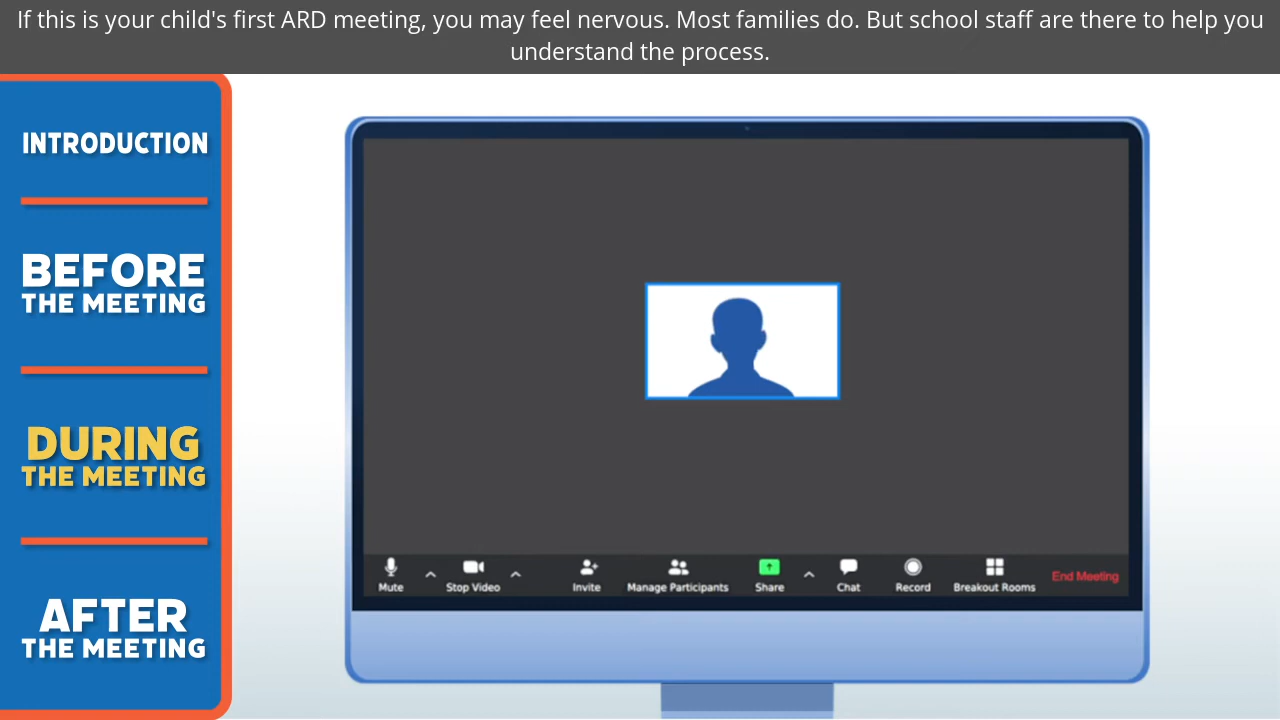 If this is your child's first ARD meeting, you may feel nervous. Most families do. But school staff are there to help you
understand the process.
INTRODUCTION
BEFORE
THE MEETING
DURING
THE MEETING
AFTER
THE MEETING
Mute
Stop Video
Invite
Manage Participants
Share
Chat
Record
Breakout Rooms
End Meeting